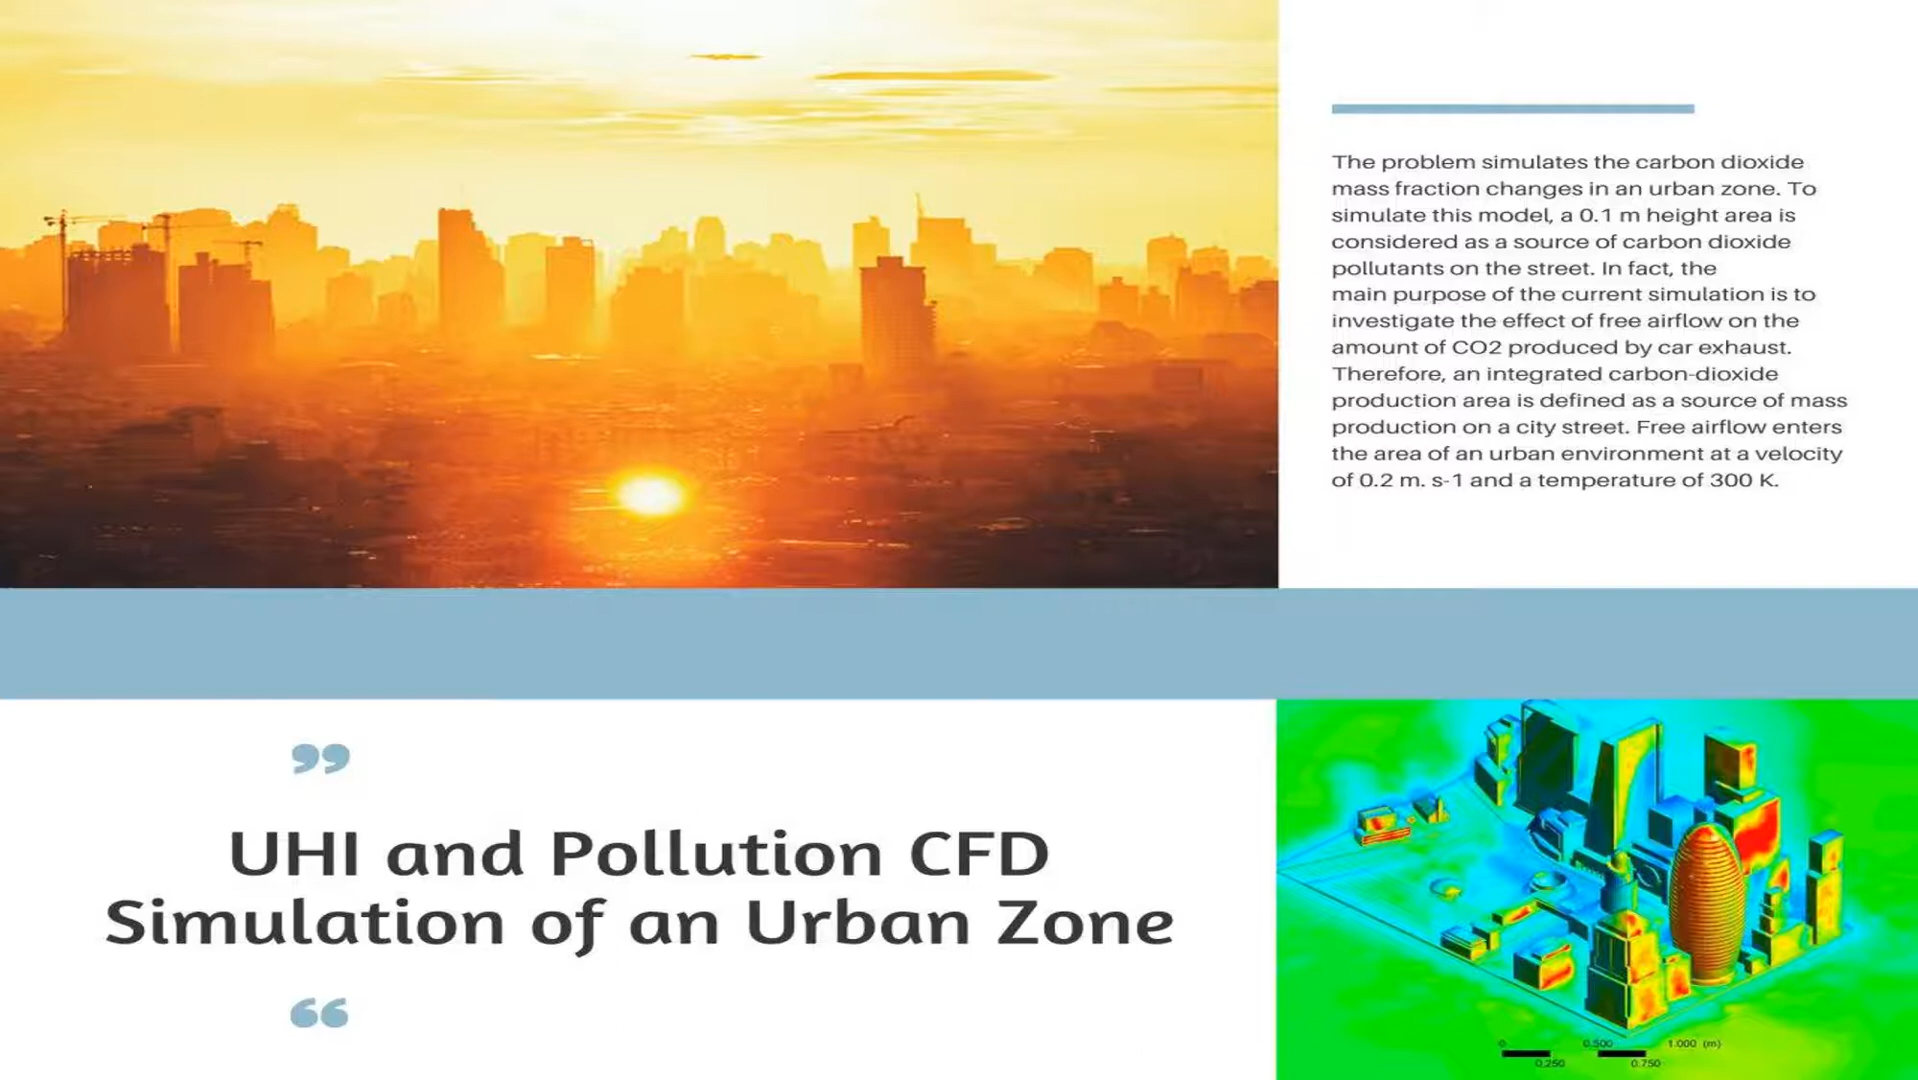 The problem simulates the carbon dioxide
mass fraction changes in an urban zone. To
simulate this model, a 0.1 m height area is
considered as a source of carbon dioxide
pollutants on the street. In fact, the
main purpose of the current simulation is to
investigate the effect of free airflow on the
amount of CO2 produced by car exhaust.
Therefore, an integrated carbon-dioxide
production area is defined as a source of mass
production on a city street. Free airflow enters
the area of an urban environment at a velocity
of 0.2 m. s-1 and a temperature of 300 K.
”
UHI and Pollution CFD
Simulation of an Urban Zone
“
0 0.500 1.000 (m)
0.250 0.750